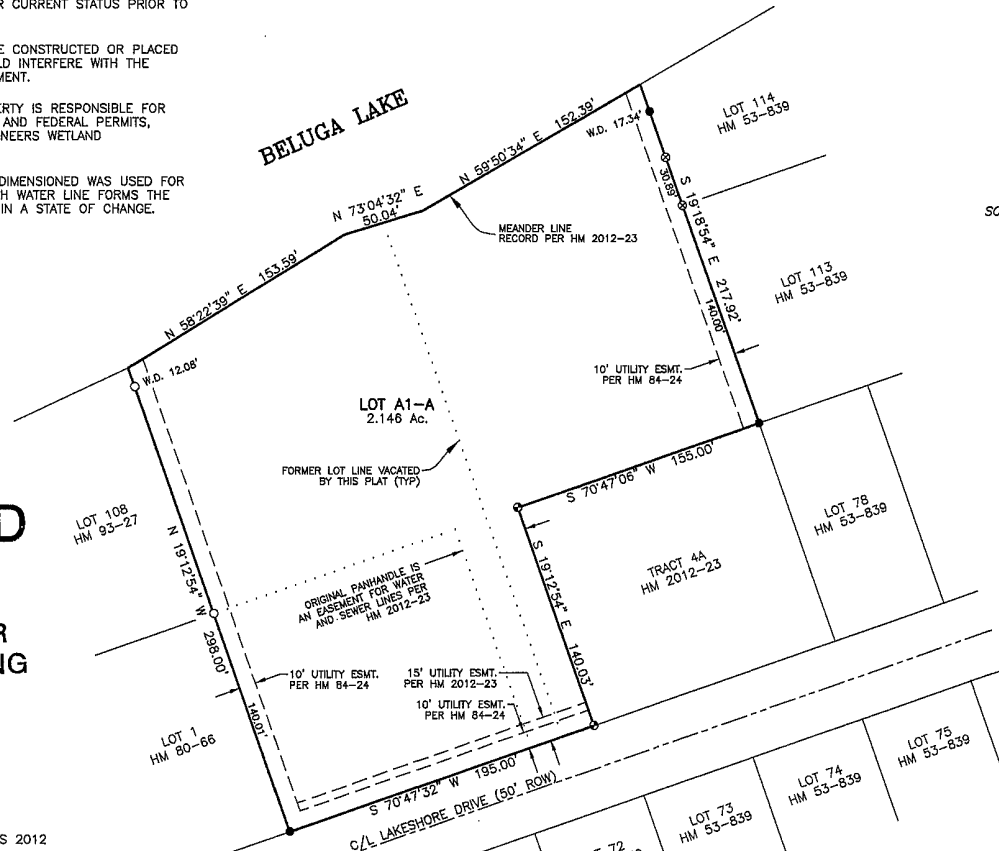 R CURRENT STATUS PRIOR TO
E CONSTRUCTED OR PLACED
LD INTERFERE WITH THE
MENT.
ERTY IS RESPONSIBLE FOR
AND FEDERAL PERMITS,
NEERS WETLAND
DIMENSIONED WAS USED FOR
H WATER LINE FORMS THE
IN A STATE OF CHANGE.
BELUGA LAKE
N 59°50'34" E 152.39'
W.D. 17.34'
LOT 114
HM 53-839
N 73°04'32" E
50.04'
30.89'
S 19°18'54" E 217.92'
140.00'
SO
MEANDER LINE
RECORD PER HM 2012-23
N 58°22'39" E 153.59'
LOT 113
HM 53-839
W.D. 12.08'
10' UTILITY ESMT.
PER HM 84-24
LOT A1-A
2.146 Ac.
FORMER LOT LINE VACATED
BY THIS PLAT (TYP)
S 70°47'06" W 155.00'
LOT 108
HM 93-27
D
LOT 78
HM 53-839
N 19°12'54" W 298.00'
140.01'
S 19°12'54" E 140.03'
TRACT 4A
HM 2012-23
ORIGINAL PANHANDLE IS
AN EASEMENT FOR WATER
AND SEWER LINES PER
HM 2012-23
R
NG
10' UTILITY ESMT.
PER HM 84-24
15' UTILITY ESMT.
PER HM 2012-23
10' UTILITY ESMT.
PER HM 84-24
LOT 1
HM 80-66
S 70°47'32" W 195.00'
C/L LAKESHORE DRIVE (50' ROW)
LOT 75
HM 53-839
LOT 74
HM 53-839
LOT 73
HM 53-839
72
S 2012